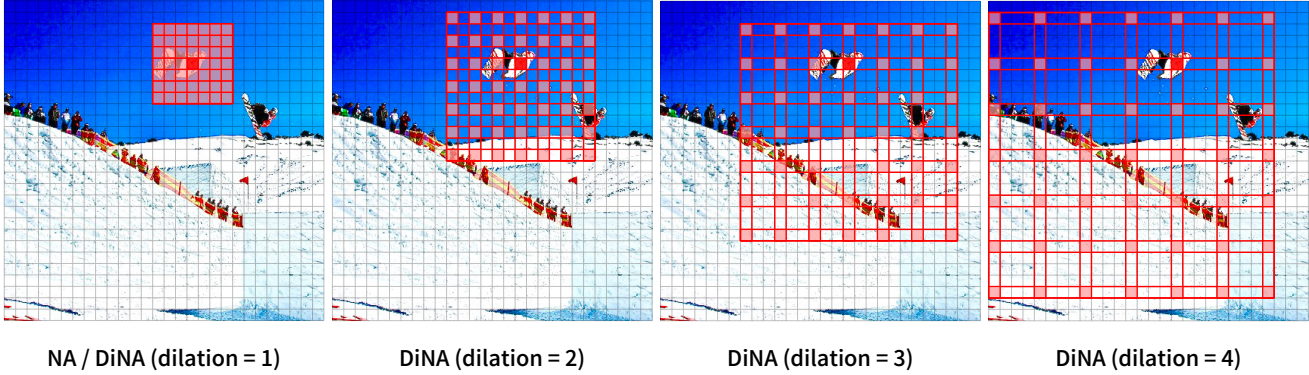 NA / DiNA (dilation = 1)
DiNA (dilation = 2)
DiNA (dilation = 3)
DiNA (dilation = 4)